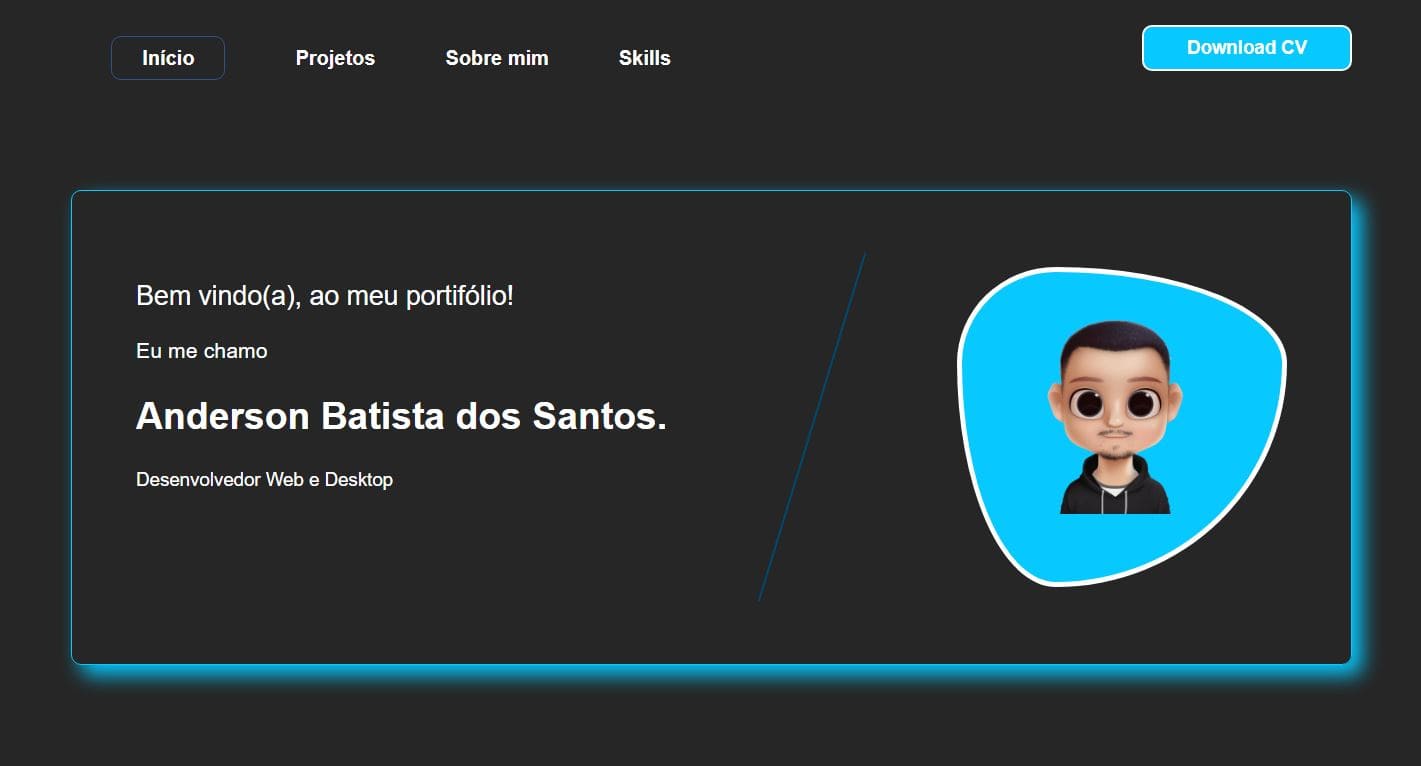 Início
Projetos
Sobre mim
Skills
Download CV
Bem vindo(a), ao meu portifólio!
Eu me chamo
Anderson Batista dos Santos.
Desenvolvedor Web e Desktop